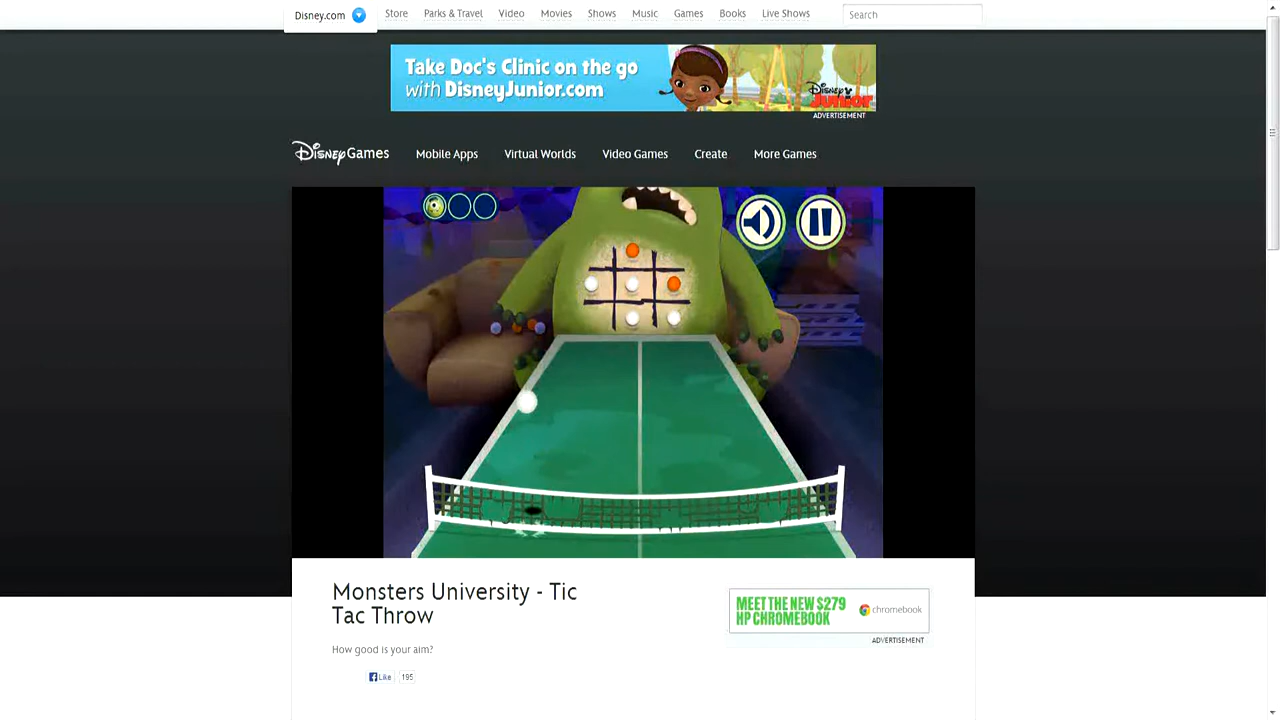 Disney.com
Store
Parks & Travel
Video
Movies
Shows
Music
Games
Books
Live Shows
Search
Take Doc's Clinic on the go
with DisneyJunior.com
Disney Junior
ADVERTISEMENT
Disney Games
Mobile Apps
Virtual Worlds
Video Games
Create
More Games
Monsters University - Tic
Tac Throw
How good is your aim?
Like
195
MEET THE NEW $279
HP CHROMEBOOK
chromebook
ADVERTISEMENT